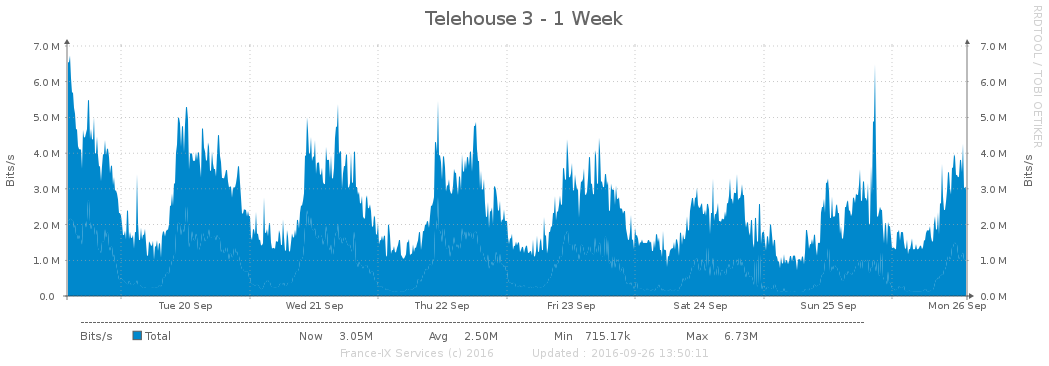 Telehouse 3 - 1 Week
RRDTOOL / TOBI OETIKER
7.0 M 7.0 M
6.0 M 6.0 M
5.0 M 5.0 M
4.0 M 4.0 M
3.0 M 3.0 M
2.0 M 2.0 M
1.0 M 1.0 M
0.0 0.0 M
Bits/s
Bits/s
Tue 20 Sep Wed 21 Sep Thu 22 Sep Fri 23 Sep Sat 24 Sep Sun 25 Sep Mon 26 Sep
Bits/s Total Now 3.05M Avg 2.50M Min 715.17k Max 6.73M
France-IX Services (c) 2016 Updated : 2016-09-26 13:50:11